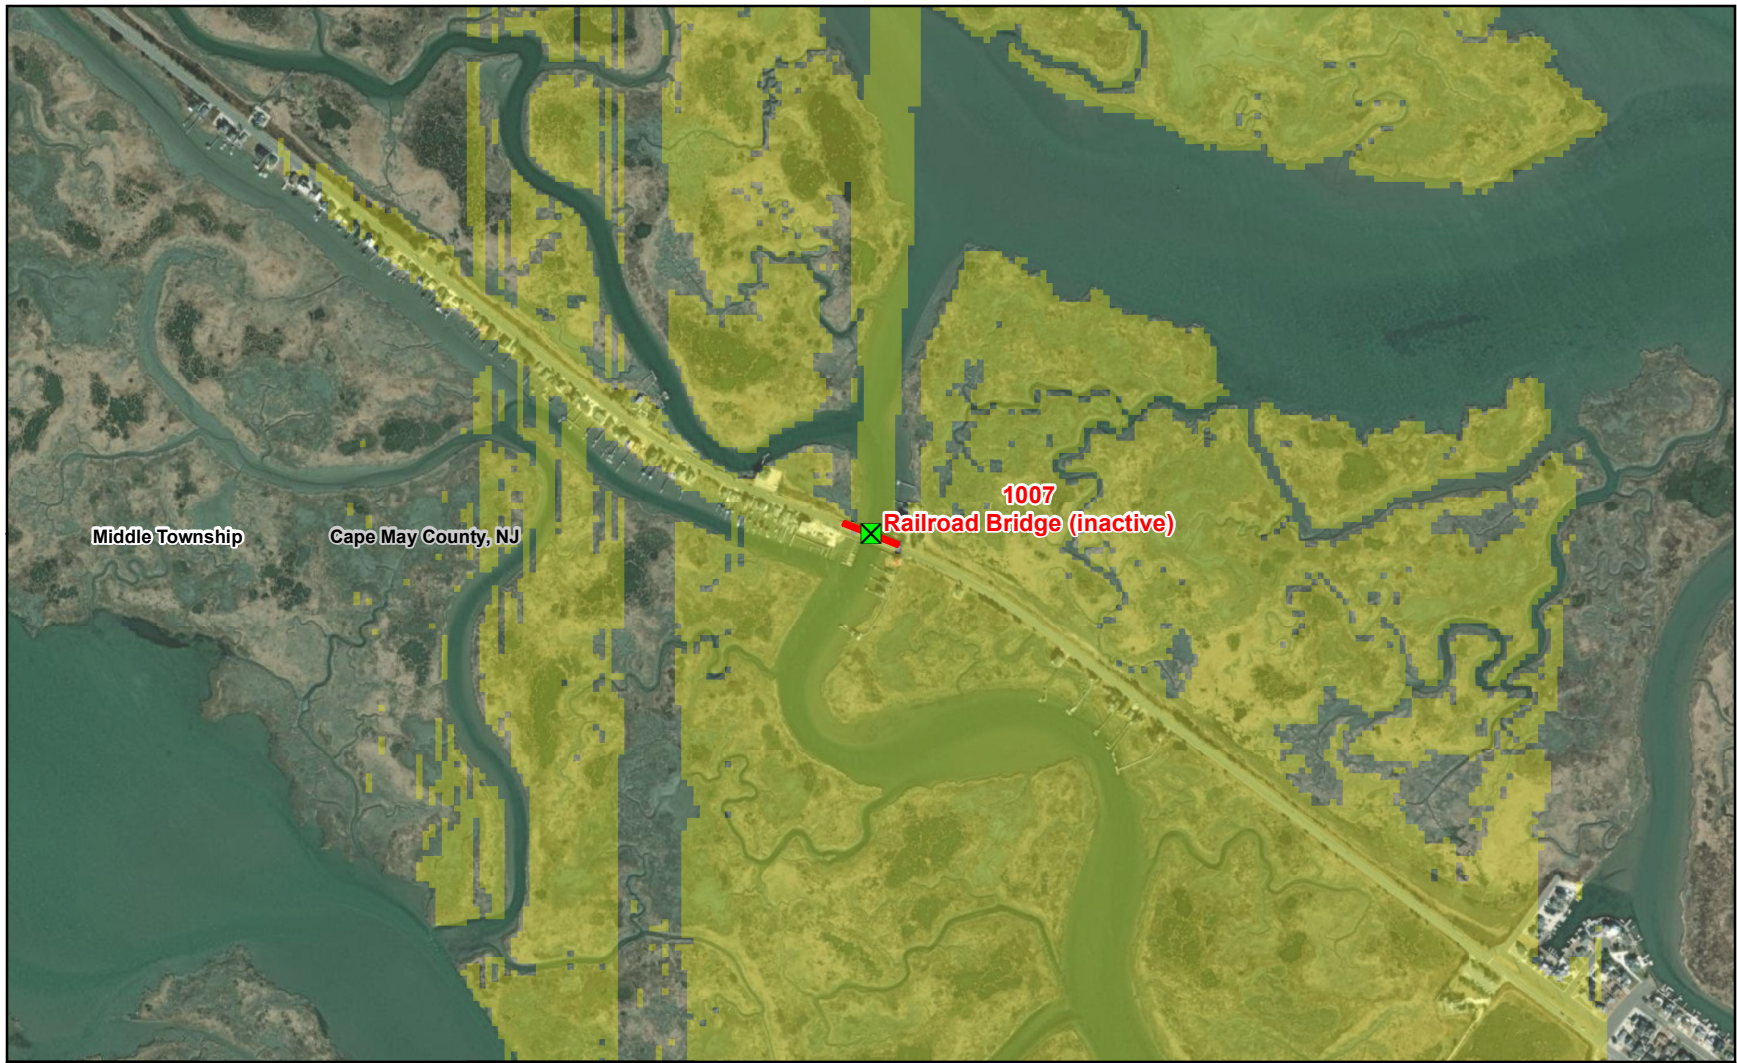 1007
Railroad Bridge (inactive)
Middle Township
Cape May County, NJ